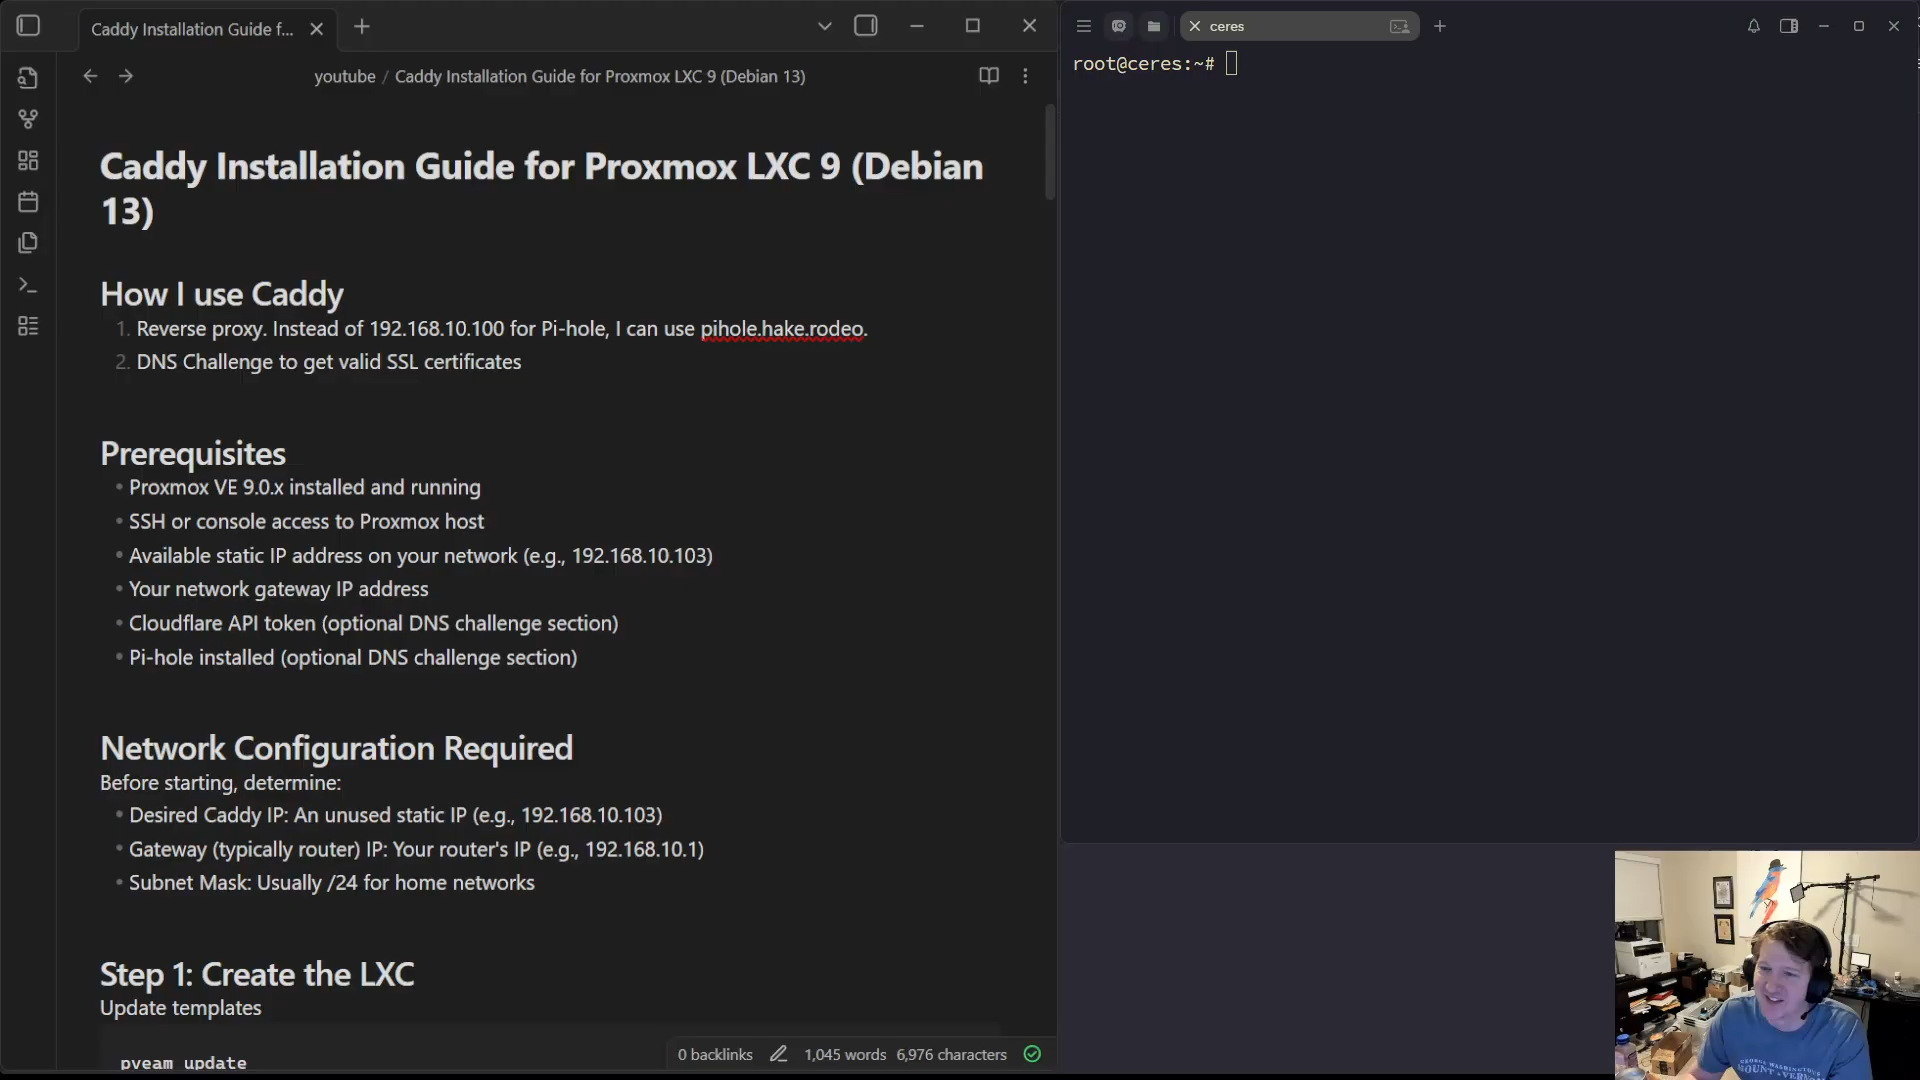 Caddy Installation Guide f...
youtube / Caddy Installation Guide for Proxmox LXC 9 (Debian 13)
Caddy Installation Guide for Proxmox LXC 9 (Debian
13)
How I use Caddy
1. Reverse proxy. Instead of 192.168.10.100 for Pi-hole, I can use pihole.hake.rodeo.
2. DNS Challenge to get valid SSL certificates
Prerequisites
• Proxmox VE 9.0.x installed and running
• SSH or console access to Proxmox host
• Available static IP address on your network (e.g., 192.168.10.103)
• Your network gateway IP address
• Cloudflare API token (optional DNS challenge section)
• Pi-hole installed (optional DNS challenge section)
Network Configuration Required
Before starting, determine:
• Desired Caddy IP: An unused static IP (e.g., 192.168.10.103)
• Gateway (typically router) IP: Your router's IP (e.g., 192.168.10.1)
• Subnet Mask: Usually /24 for home networks
Step 1: Create the LXC
Update templates
pveam update
0 backlinks 1,045 words 6,976 characters
ceres
root@ceres:~#
GEORGE WASHINGTON'S
MOUNT VERNON